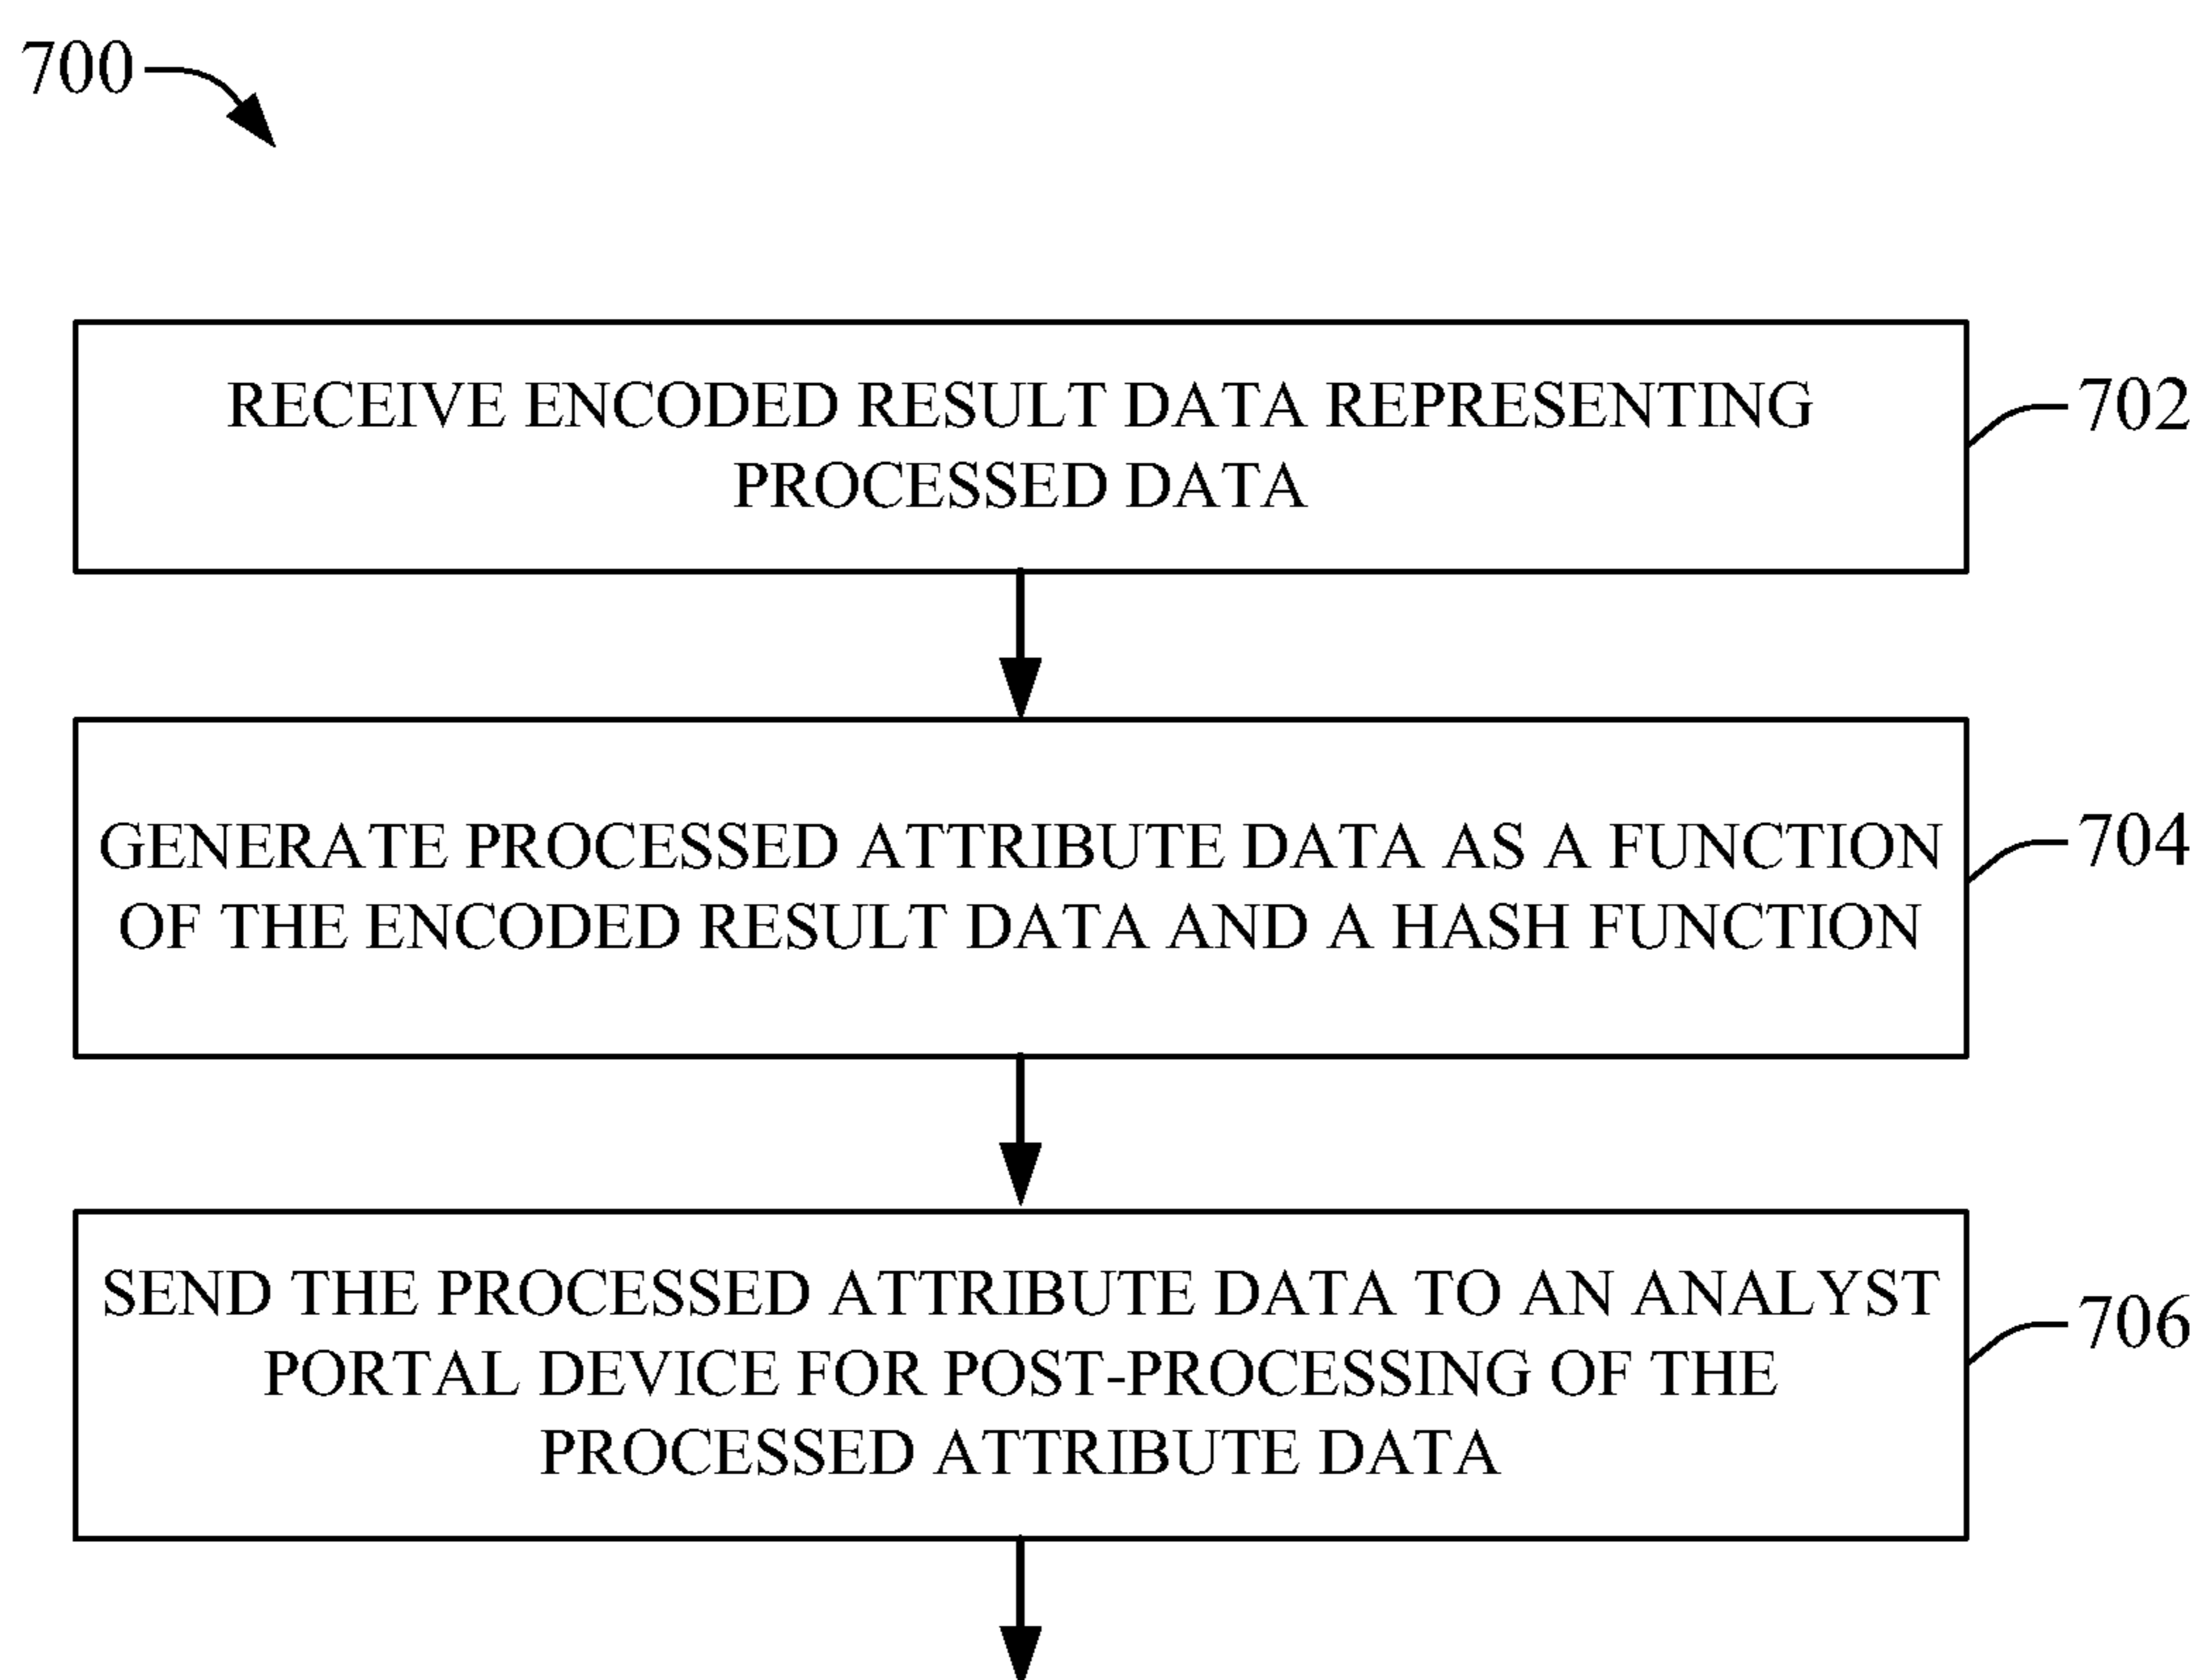 700
RECEIVE ENCODED RESULT DATA REPRESENTING
PROCESSED DATA
702
GENERATE PROCESSED ATTRIBUTE DATA AS A FUNCTION
OF THE ENCODED RESULT DATA AND A HASH FUNCTION
704
SEND THE PROCESSED ATTRIBUTE DATA TO AN ANALYST
PORTAL DEVICE FOR POST-PROCESSING OF THE
PROCESSED ATTRIBUTE DATA
706